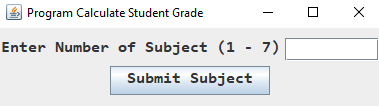 Program Calculate Student Grade
Enter Number of Subject (1 - 7)
Submit Subject